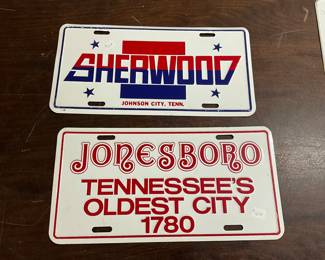 SHERWOOD
JOHNSON CITY, TENN.
JONESBORO
TENNESSEE'S
OLDEST CITY
1780